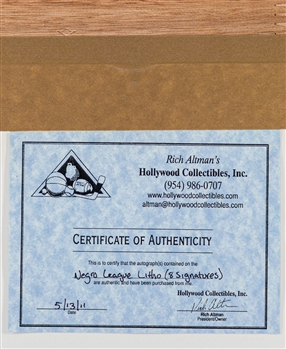 Rich Altman's
Hollywood Collectibles, Inc.
(954) 986-0707
www.hollywoodcollectibles.com
altman@hollywoodcollectibles.com
CERTIFICATE OF AUTHENTICITY
This is to certify that the autograph(s) contained on the
Negro League Litho (8 Signatures)
are authentic and have been purchased from me.
Hollywood Collectibles, Inc.
5/13/11
Date
Rich Altman
President/Owner